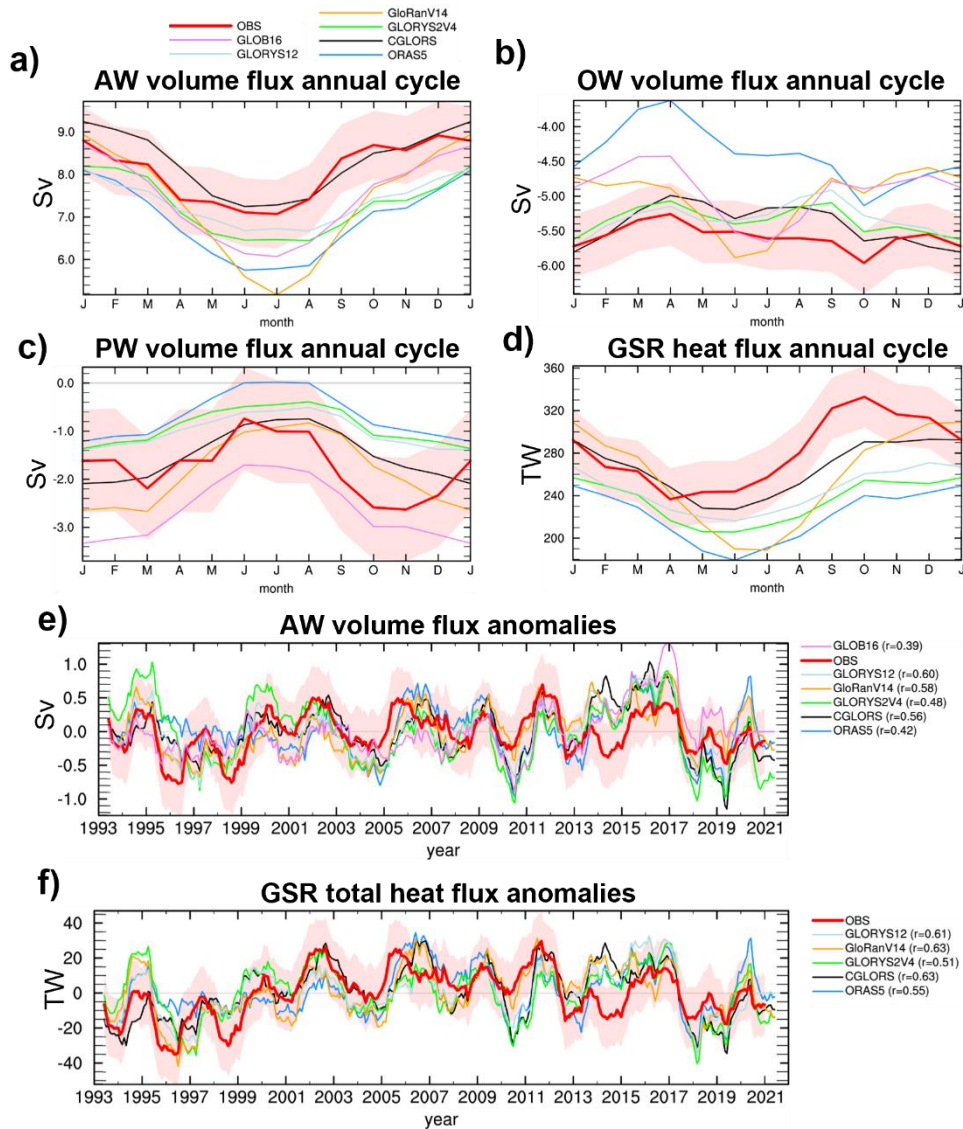 OBS
GLOB16
GLORYS12
GloRanV14
GLORYS2V4
CGLORS
ORAS5
a)
AW volume flux annual cycle
Sv
9.0
8.0
7.0
6.0
J F M A M J J A S O N D J
month
b)
OW volume flux annual cycle
Sv
-4.00
-4.50
-5.00
-5.50
-6.00
J F M A M J J A S O N D J
month
c)
PW volume flux annual cycle
Sv
0.0
-1.0
-2.0
-3.0
J F M A M J J A S O N D J
month
d)
GSR heat flux annual cycle
TW
360
320
280
240
200
J F M A M J J A S O N D J
month
e)
AW volume flux anomalies
Sv
1.0
0.5
0.0
-0.5
-1.0
1993 1995 1997 1999 2001 2003 2005 2007 2009 2011 2013 2015 2017 2019 2021
year
GLOB16 (r=0.39)
OBS
GLORYS12 (r=0.60)
GloRanV14 (r=0.58)
GLORYS2V4 (r=0.48)
CGLORS (r=0.56)
ORAS5 (r=0.42)
f)
GSR total heat flux anomalies
TW
40
20
0
-20
-40
1993 1995 1997 1999 2001 2003 2005 2007 2009 2011 2013 2015 2017 2019 2021
year
OBS
GLORYS12 (r=0.61)
GloRanV14 (r=0.63)
GLORYS2V4 (r=0.51)
CGLORS (r=0.63)
ORAS5 (r=0.55)